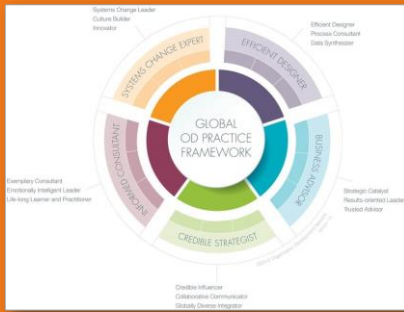 Systems Change Leader
Culture Builder
Innovator
Efficient Designer
Process Consultant
Data Synthesizer
SYSTEMS CHANGE EXPERT
EFFICIENT DESIGNER
GLOBAL
OD PRACTICE
FRAMEWORK
INFORMED CONSULTANT
BUSINESS ADVISOR
Exemplary Consultant
Emotionally Intelligent Leader
Life-long Learner and Practitioner
Strategic Catalyst
Results-oriented Leader
Trusted Advisor
CREDIBLE STRATEGIST
Credible Influencer
Collaborative Communicator
Globally Diverse Integrator